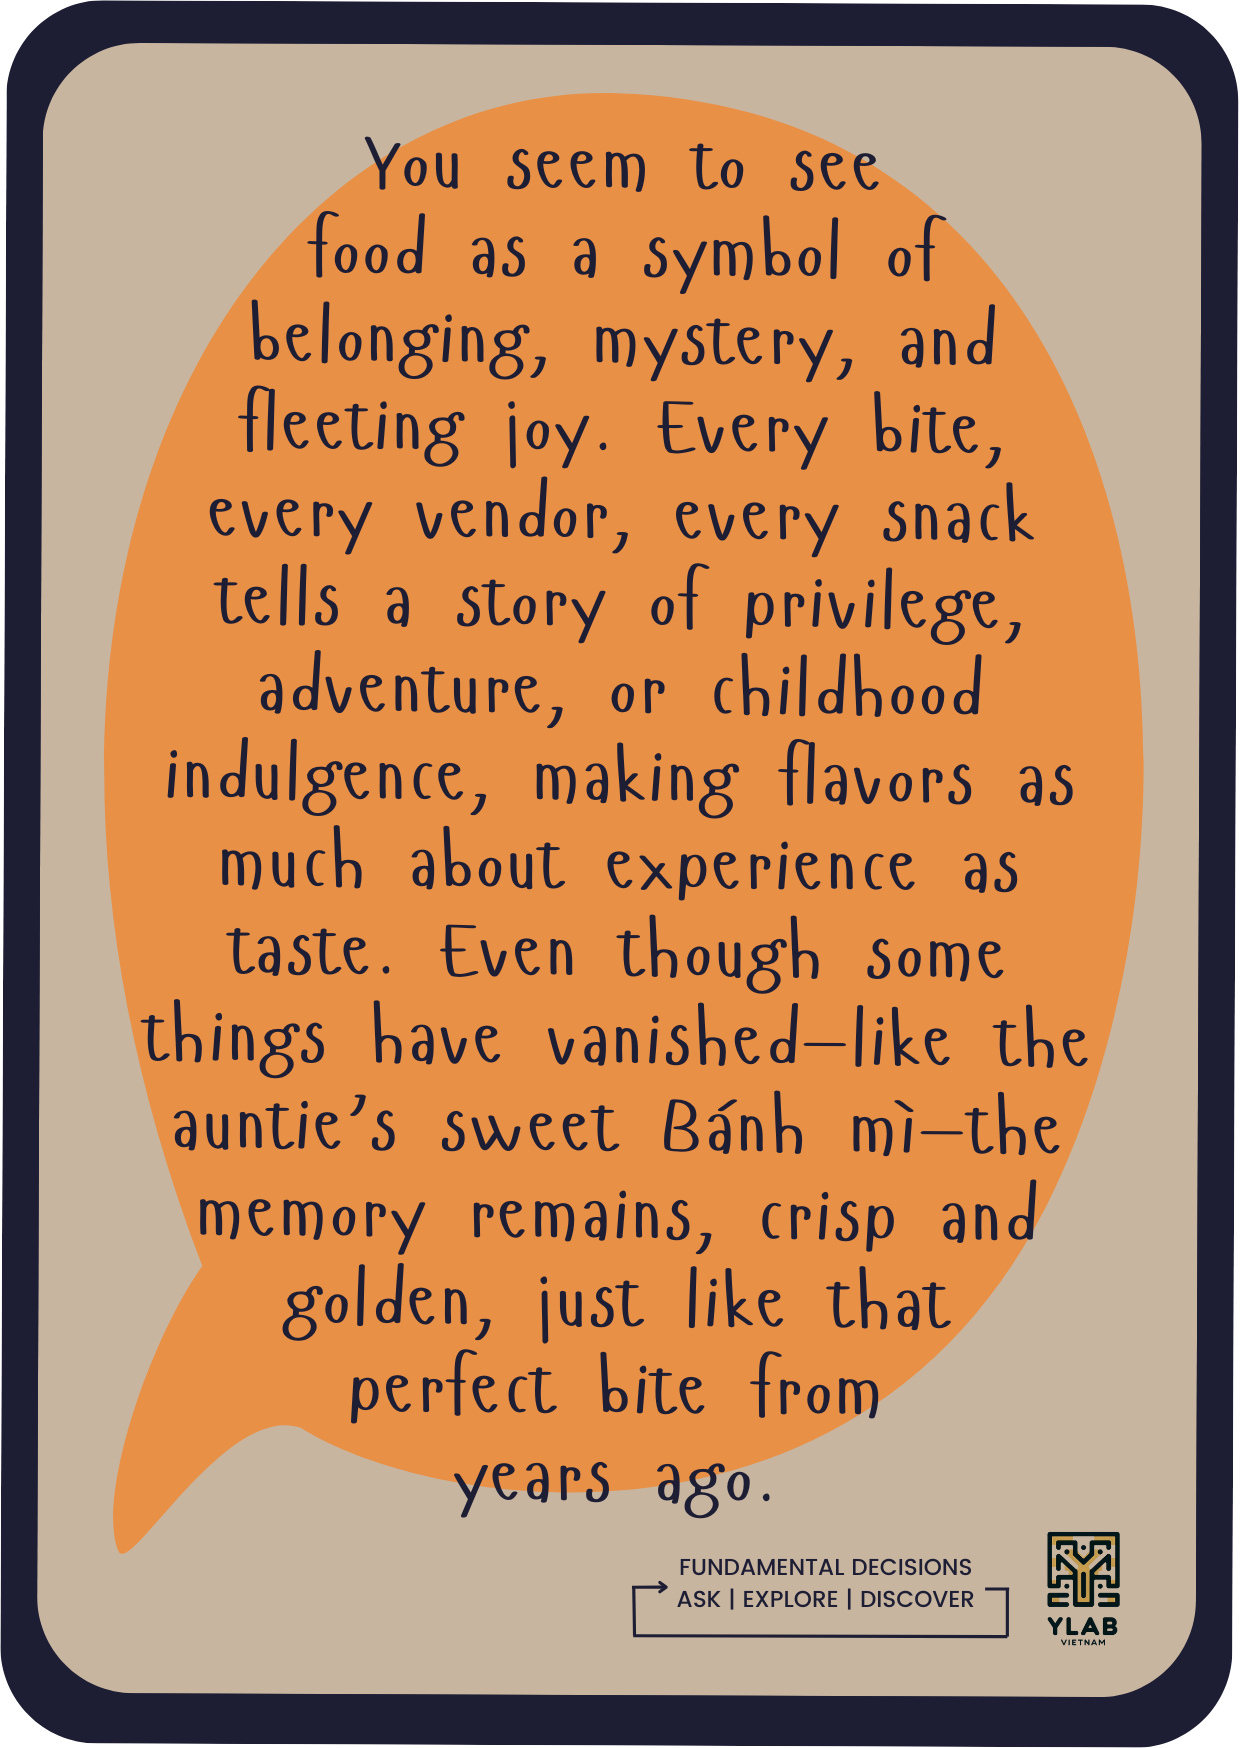 You seem to see
food as a symbol of
belonging, mystery, and
fleeting joy. Every bite,
every vendor, every snack
tells a story of privilege,
adventure, or childhood
indulgence, making flavors as
much about experience as
taste. Even though some
things have vanished—like the
auntie’s sweet Bánh mì—the
memory remains, crisp and
golden, just like that
perfect bite from
years ago.
FUNDAMENTAL DECISIONS
ASK | EXPLORE | DISCOVER
YLAB
VIETNAM